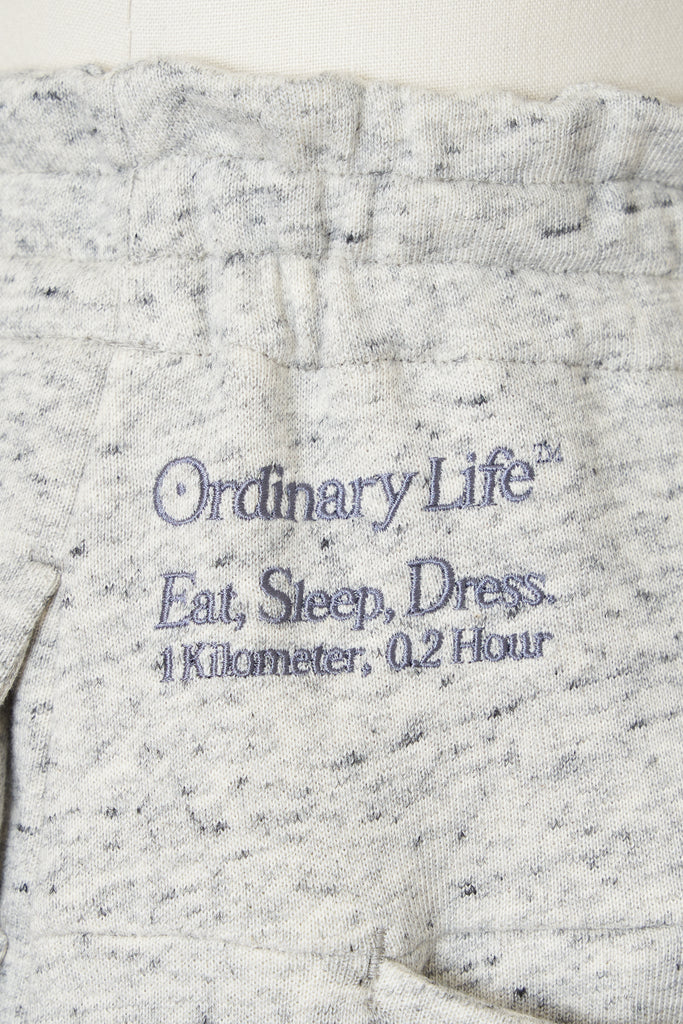 Ordinary Life™
Eat, Sleep, Dress.
1 Kilometer, 0.2 Hour